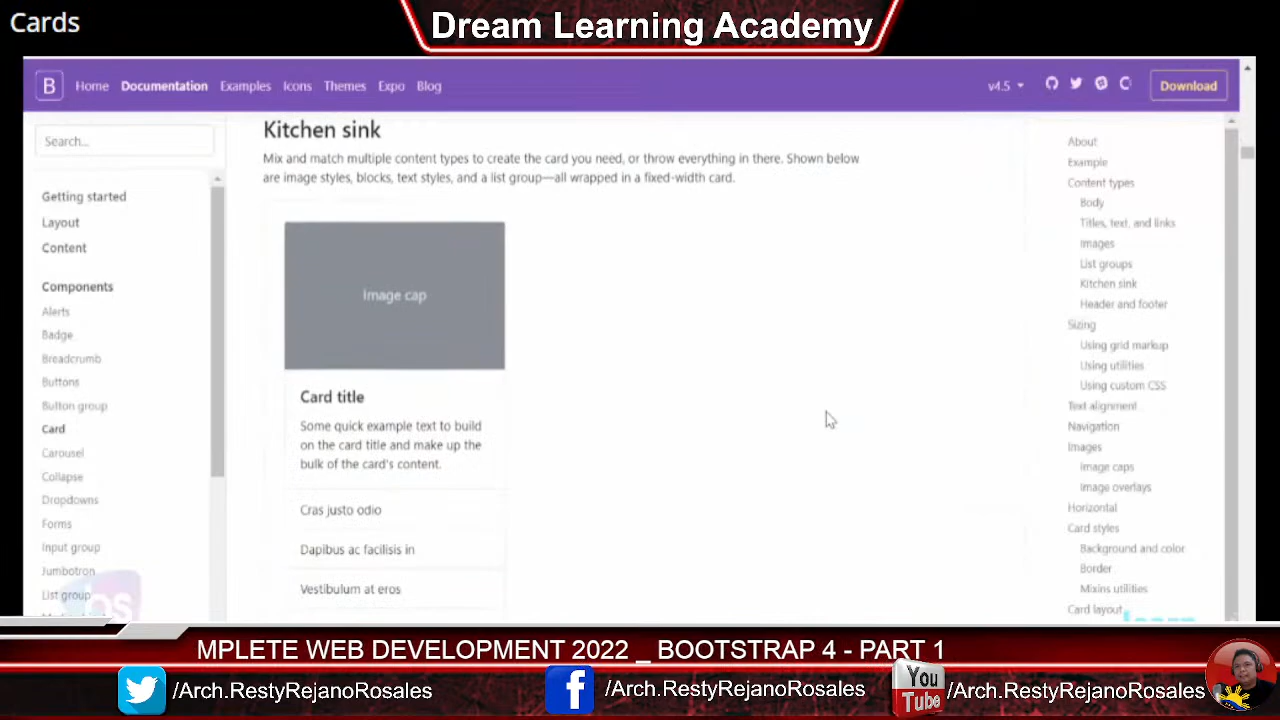 Cards
Dream Learning Academy
B Home Documentation Examples Icons Themes Expo Blog v4.5 Download
Search...
Getting started
Layout
Content
Components
Alerts
Badge
Breadcrumb
Buttons
Button group
Card
Carousel
Collapse
Dropdowns
Forms
Input group
Jumbotron
List group
bs
Kitchen sink
Mix and match multiple content types to create the card you need, or throw everything in there. Shown below
are image styles, blocks, text styles, and a list group—all wrapped in a fixed-width card.
Image cap
Card title
Some quick example text to build
on the card title and make up the
bulk of the card's content.
Cras justo odio
Dapibus ac facilisis in
Vestibulum at eros
About
Example
Content types
Body
Titles, text, and links
Images
List groups
Kitchen sink
Header and footer
Sizing
Using grid markup
Using utilities
Using custom CSS
Text alignment
Navigation
Images
Image caps
Image overlays
Horizontal
Card styles
Background and color
Border
Mixins utilities
Card layout
MPLETE WEB DEVELOPMENT 2022 _ BOOTSTRAP 4 - PART 1
/Arch.RestyRejanoRosales
f /Arch.RestyRejanoRosales
You Tube /Arch.RestyRejanoRosales